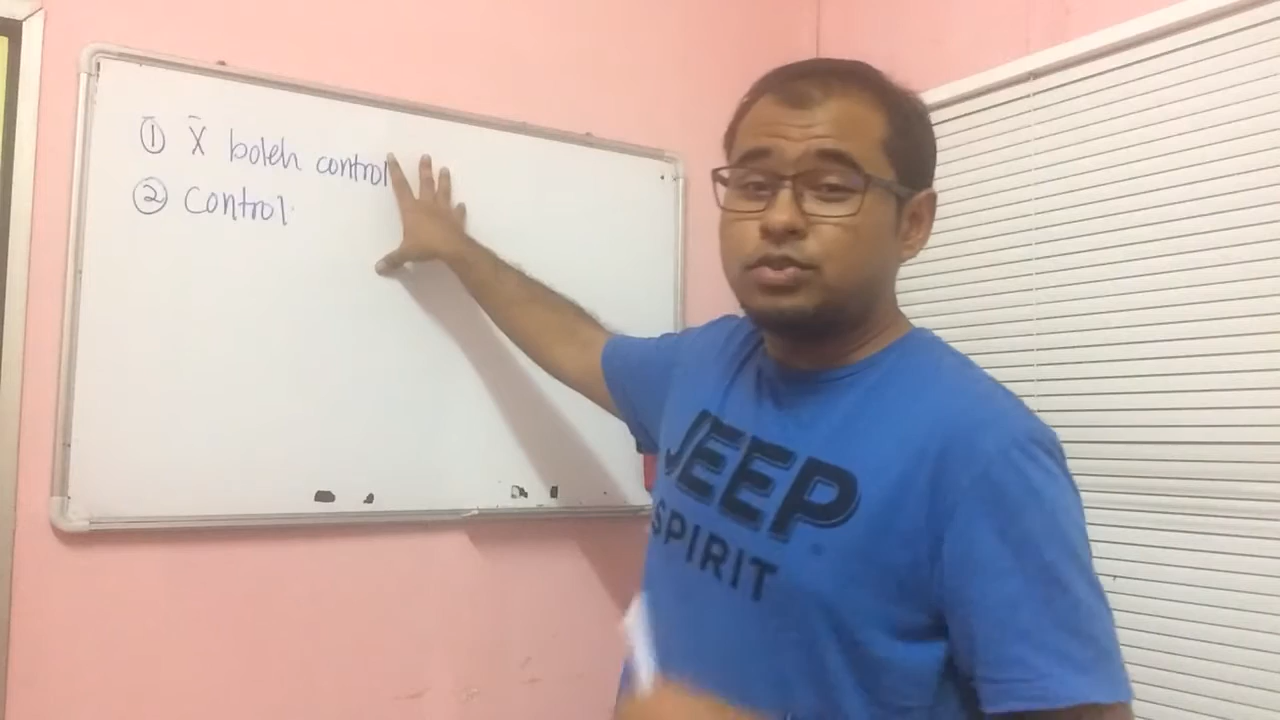 ① X boleh control
② Control
JEEP
SPIRIT